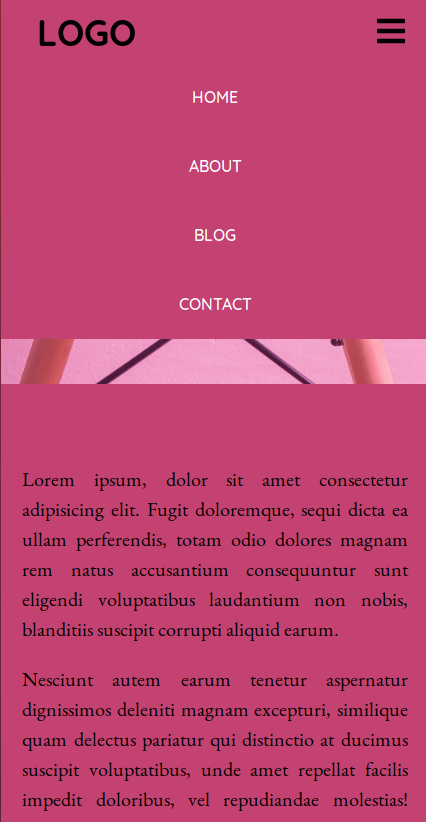 LOGO
HOME
ABOUT
BLOG
CONTACT
Lorem ipsum, dolor sit amet consectetur
adipisicing elit. Fugit doloremque, sequi dicta ea
ullam perferendis, totam odio dolores magnam
rem natus accusantium consequuntur sunt
eligendi voluptatibus laudantium non nobis,
blanditiis suscipit corrupti aliquid earum.
Nesciunt autem earum tenetur aspernatur
dignissimos deleniti magnam excepturi, similique
quam delectus pariatur qui distinctio at ducimus
suscipit voluptatibus, unde amet repellat facilis
impedit doloribus, vel repudiandae molestias!